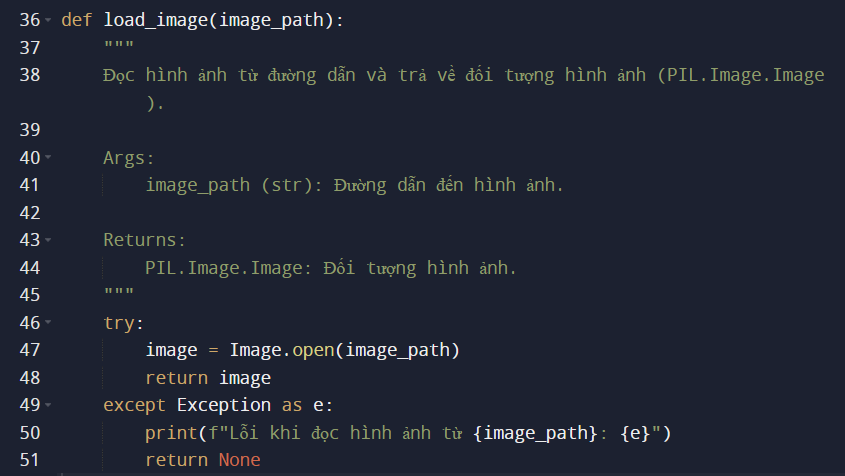 36 def load_image(image_path):
37     """
38     Đọc hình ảnh từ đường dẫn và trả về đối tượng hình ảnh (PIL.Image.Image
        ).
39
40     Args:
41         image_path (str): Đường dẫn đến hình ảnh.
42
43     Returns:
44         PIL.Image.Image: Đối tượng hình ảnh.
45     """
46     try:
47         image = Image.open(image_path)
48         return image
49     except Exception as e:
50         print(f"Lỗi khi đọc hình ảnh từ {image_path}: {e}")
51         return None